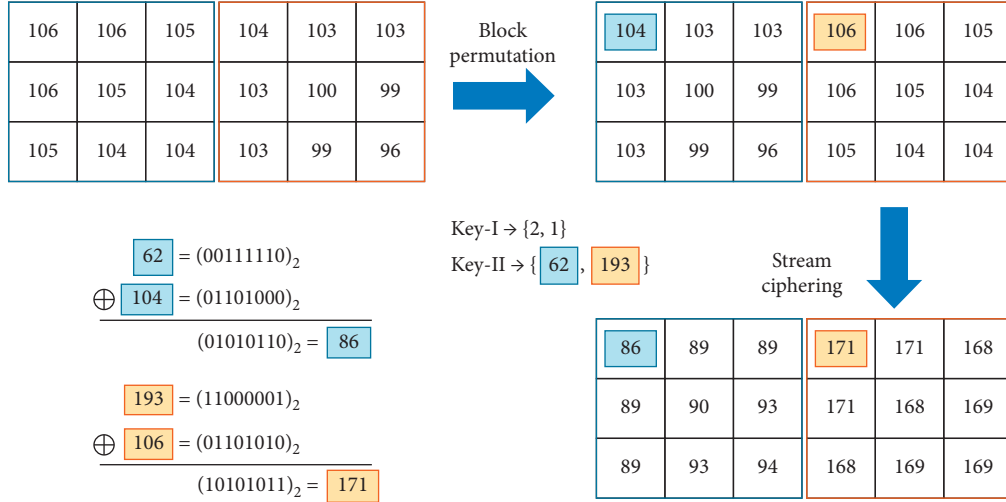 106 106 105 104 103 103
106 105 104 103 100 99
105 104 104 103 99 96
Block
permutation
104 103 103 106 106 105
103 100 99 106 105 104
103 99 96 105 104 104
Key-I → {2, 1}
Key-II → { 62 , 193 }
Stream
ciphering
62 = (00111110)₂
⊕ 104 = (01101000)₂
(01010110)₂ = 86
193 = (11000001)₂
⊕ 106 = (01101010)₂
(10101011)₂ = 171
86 89 89 171 171 168
89 90 93 171 168 169
89 93 94 168 169 169